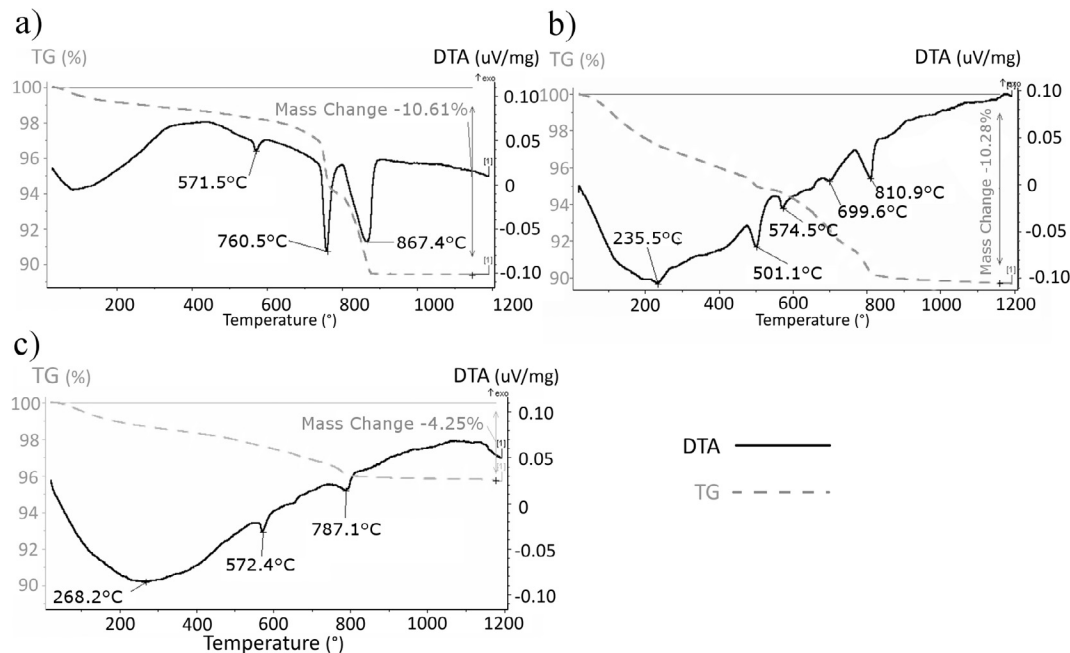 a)
TG (%)
DTA (uV/mg)
↑exo
100
98
96
94
92
91
90
0.10
0.05
0
-0.05
-0.10
Mass Change -10.61%
[1]
571.5°C
760.5°C
867.4°C
200
400
600
800
1000
1200
Temperature (°)
b)
TG (%)
DTA (uV/mg)
100
98
96
94
92
90
0.10
0.05
0
-0.05
-0.10
Mass Change -10.28%
[1]
235.5°C
501.1°C
574.5°C
699.6°C
810.9°C
200
400
600
800
1000
1200
Temperature (°)
c)
TG (%)
DTA (uV/mg)
↑exo
100
98
96
94
92
90
0.10
0.05
0
-0.05
-0.10
Mass Change -4.25%
[1]
[1]
268.2°C
572.4°C
787.1°C
200
400
600
800
1000
1200
Temperature (°)
DTA
TG